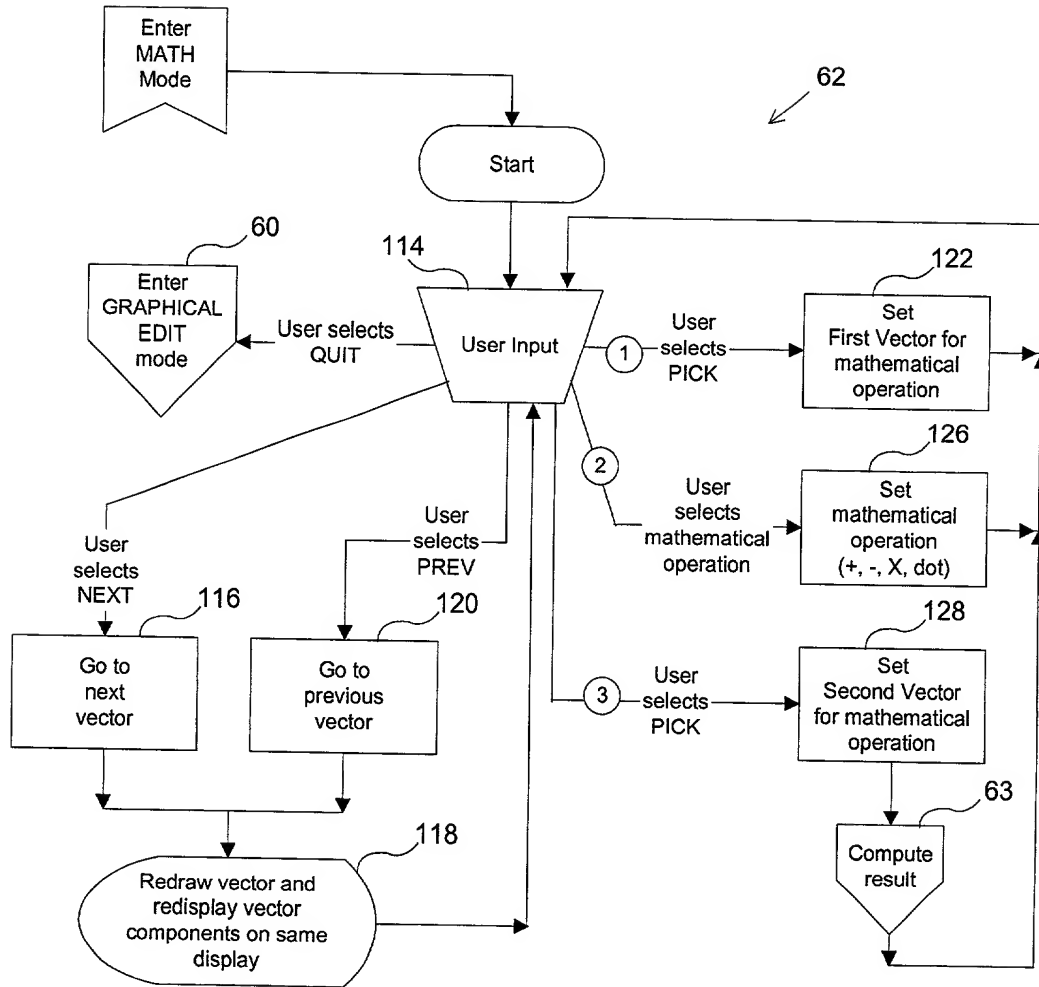 Enter
MATH
Mode
62
Start
60
114
122
Enter
GRAPHICAL
EDIT
mode
User selects
QUIT
User Input
1
User
selects
PICK
Set
First Vector for
mathematical
operation
126
2
User
selects
mathematical
operation
Set
mathematical
operation
(+, -, X, dot)
User
selects
NEXT
User
selects
PREV
116
120
128
Go to
next
vector
Go to
previous
vector
3
User
selects
PICK
Set
Second Vector
for mathematical
operation
63
Compute
result
118
Redraw vector and
redisplay vector
components on same
display